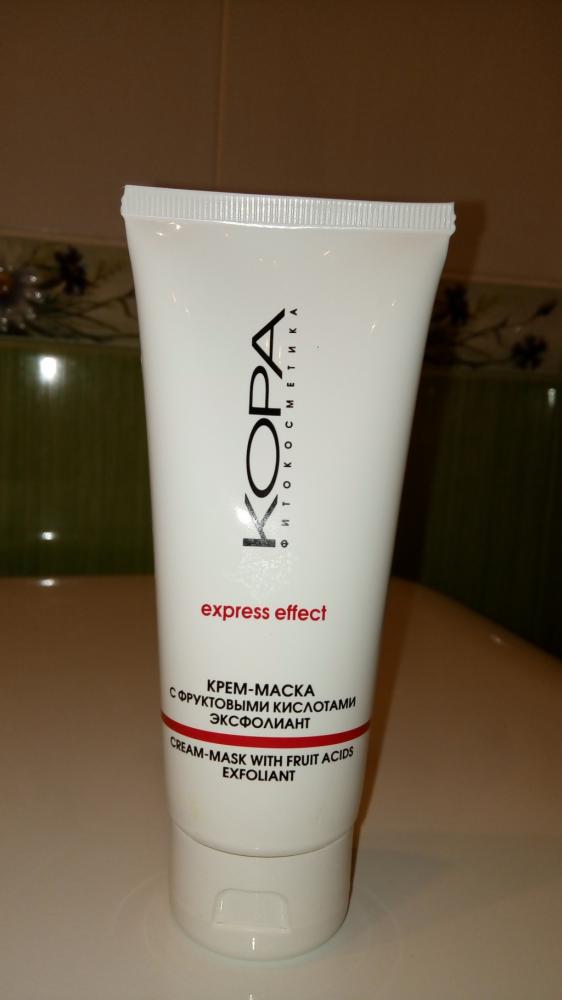 КОРА
ФИТОКОСМЕТИКА
express effect
КРЕМ-МАСКА
С ФРУКТОВЫМИ КИСЛОТАМИ
ЭКСФОЛИАНТ
CREAM-MASK WITH FRUIT ACIDS
EXFOLIANT